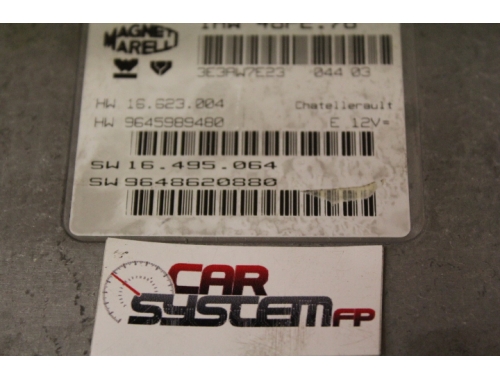 MAGNETI
MARELLI
3E3AW7E23 044 03
HW 16.623.004 Chatellerault
HW 9645989480 E 12V=
SW 16.495.064
SW 9648620880
CAR
SYSTEM FP